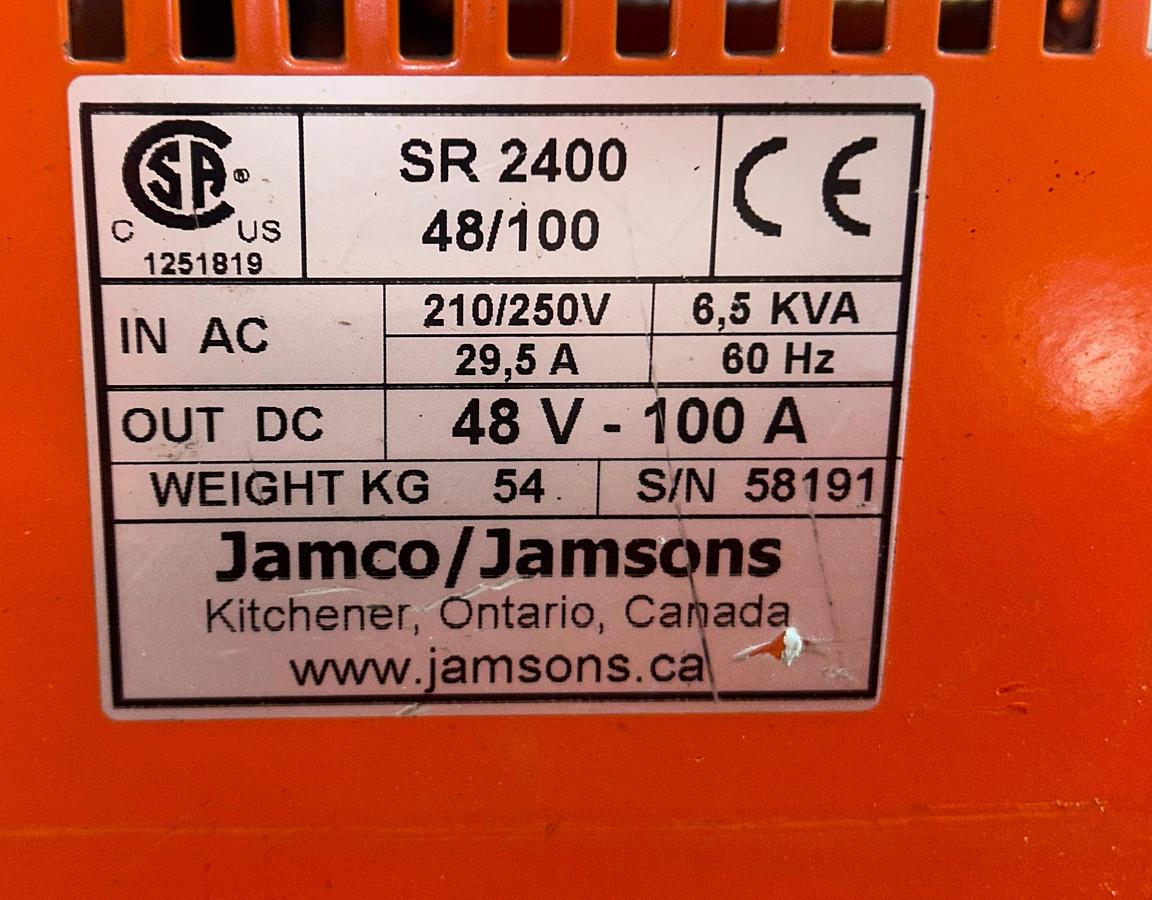 CSA®
C US
1251819
SR 2400
48/100
CE
IN AC
210/250V
6,5 KVA
29,5 A
60 Hz
OUT DC
48 V - 100 A
WEIGHT KG 54
S/N 58191
Jamco/Jamsons
Kitchener, Ontario, Canada
www.jamsons.ca